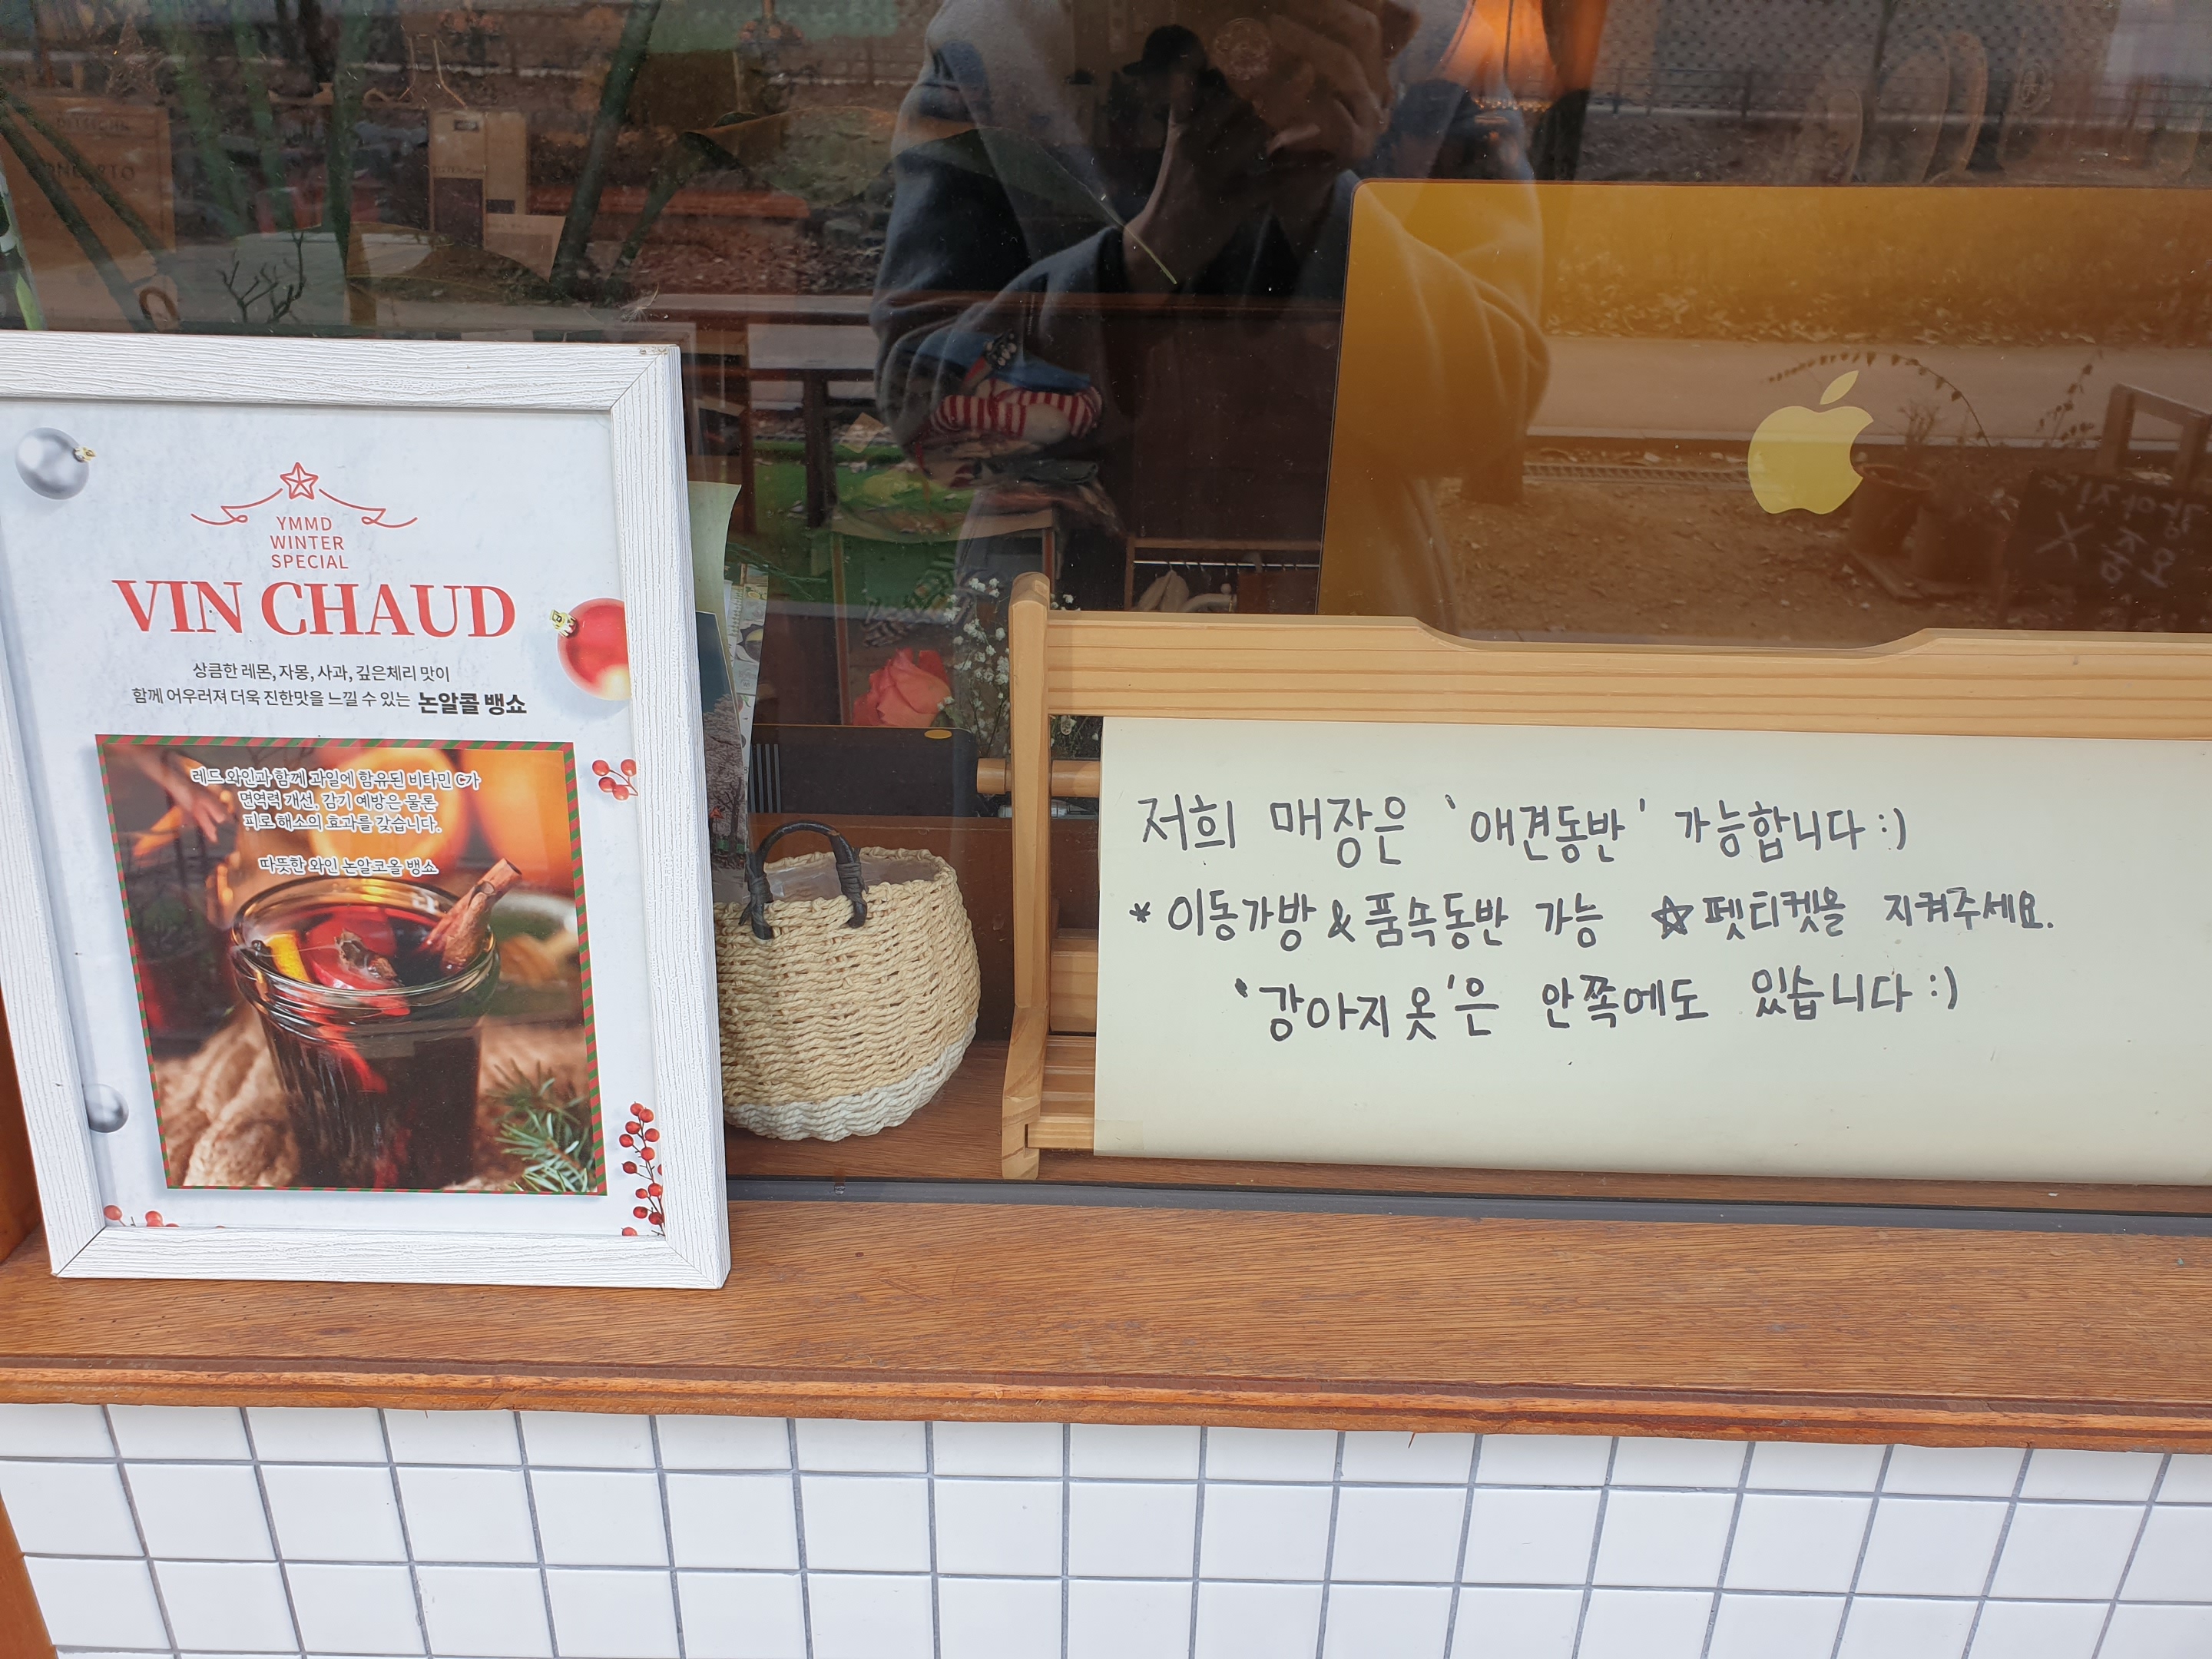 YMMD
WINTER
SPECIAL
VIN CHAUD
상큼한 레몬, 자몽, 사과, 깊은체리 맛이
함께 어우러져 더욱 진한맛을 느낄 수 있는 논알콜 뱅쇼
레드 와인과 함께 과일에 함유된 비타민 C가
면역력 개선, 감기 예방은 물론
피로 해소의 효과를 갖습니다.
따뜻한 와인 논알코올 뱅쇼
저희 매장은 '애견동반' 가능합니다 :)
* 이동가방 & 품속동반 가능 ☆펫티켓을 지켜주세요.
'강아지 옷'은 안쪽에도 있습니다 :)